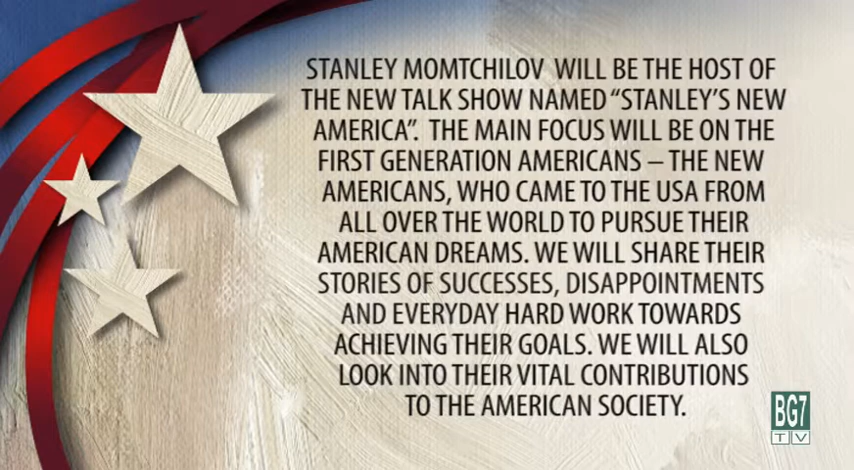 STANLEY MOMTCHILOV WILL BE THE HOST OF
THE NEW TALK SHOW NAMED “STANLEY’S NEW
AMERICA”. THE MAIN FOCUS WILL BE ON THE
FIRST GENERATION AMERICANS – THE NEW
AMERICANS, WHO CAME TO THE USA FROM
ALL OVER THE WORLD TO PURSUE THEIR
AMERICAN DREAMS. WE WILL SHARE THEIR
STORIES OF SUCCESSES, DISAPPOINTMENTS
AND EVERYDAY HARD WORK TOWARDS
ACHIEVING THEIR GOALS. WE WILL ALSO
LOOK INTO THEIR VITAL CONTRIBUTIONS
TO THE AMERICAN SOCIETY.
BG7
TV